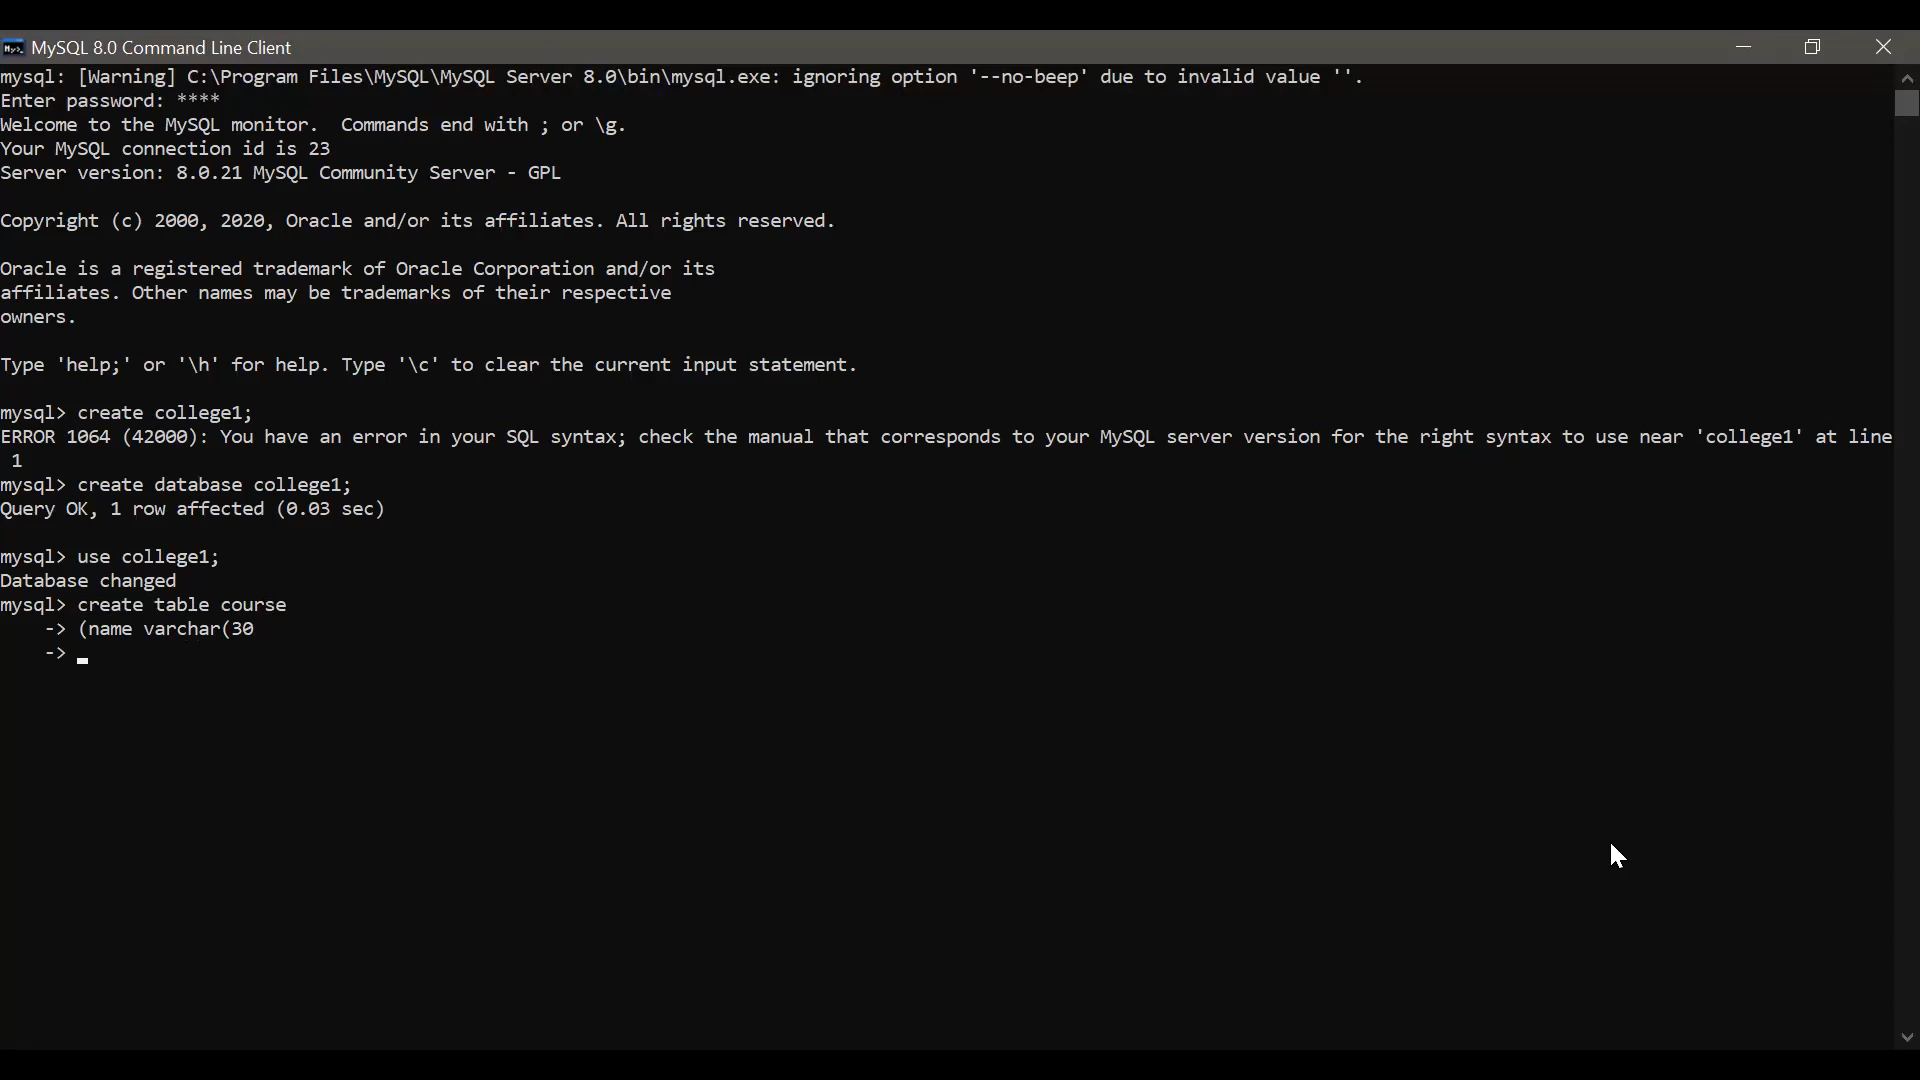 MySQL 8.0 Command Line Client
mysql: [Warning] C:\Program Files\MySQL\MySQL Server 8.0\bin\mysql.exe: ignoring option '--no-beep' due to invalid value ''.
Enter password: ****
Welcome to the MySQL monitor.  Commands end with ; or \g.
Your MySQL connection id is 23
Server version: 8.0.21 MySQL Community Server - GPL
Copyright (c) 2000, 2020, Oracle and/or its affiliates. All rights reserved.
Oracle is a registered trademark of Oracle Corporation and/or its
affiliates. Other names may be trademarks of their respective
owners.
Type 'help;' or '\h' for help. Type '\c' to clear the current input statement.
mysql> create college1;
ERROR 1064 (42000): You have an error in your SQL syntax; check the manual that corresponds to your MySQL server version for the right syntax to use near 'college1' at line
 1
mysql> create database college1;
Query OK, 1 row affected (0.03 sec)
mysql> use college1;
Database changed
mysql> create table course
    -> (name varchar(30
    ->